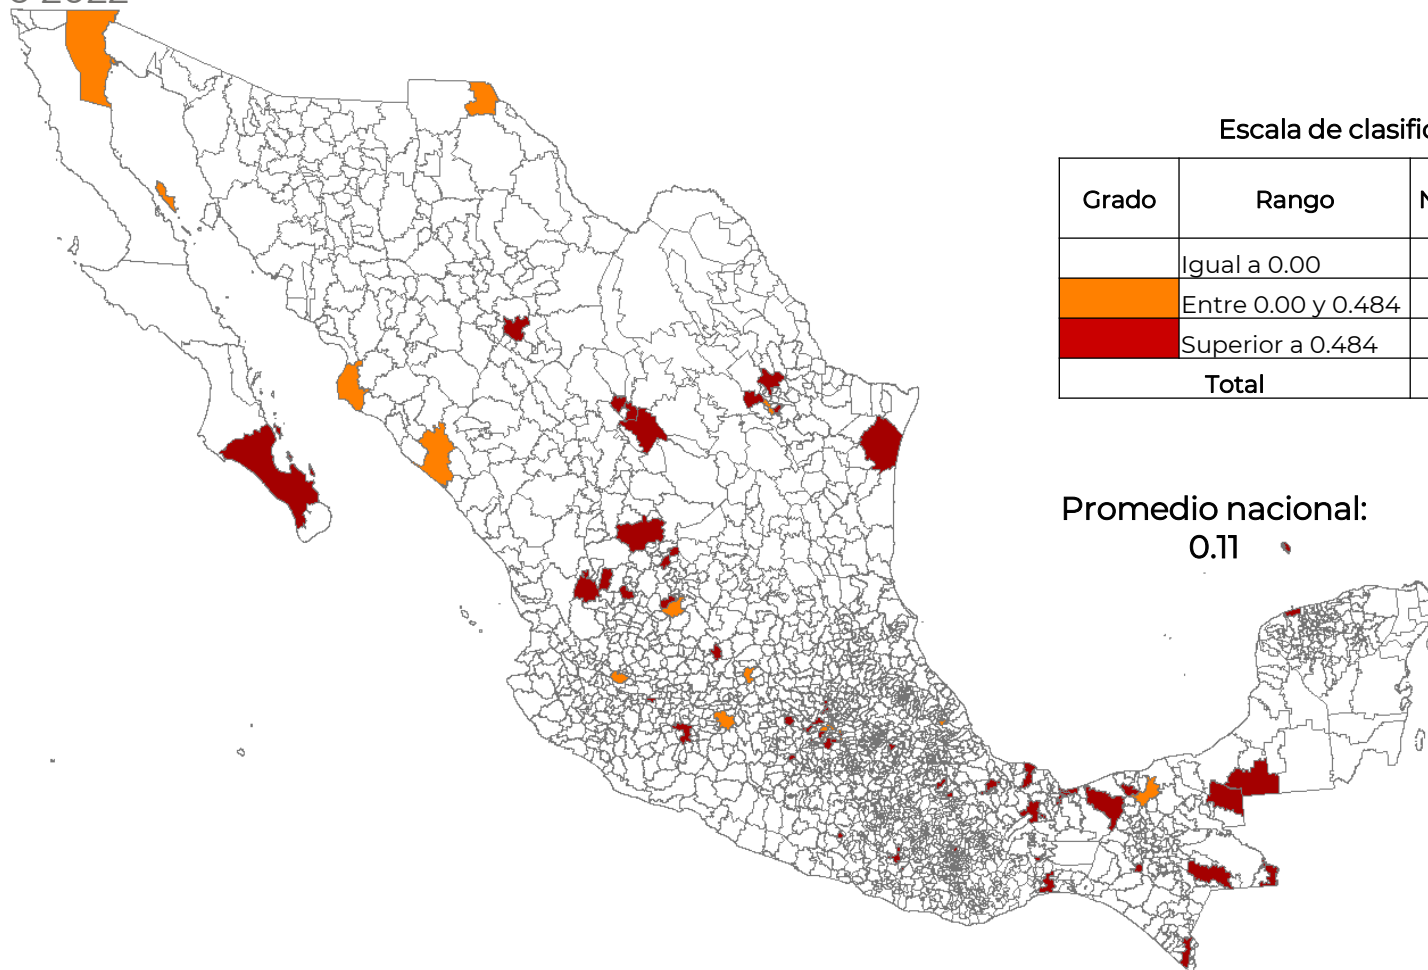 2022
Escala de clasific
Grado
Rango
N
Igual a 0.00
Entre 0.00 y 0.484
Superior a 0.484
Total
Promedio nacional:
0.11